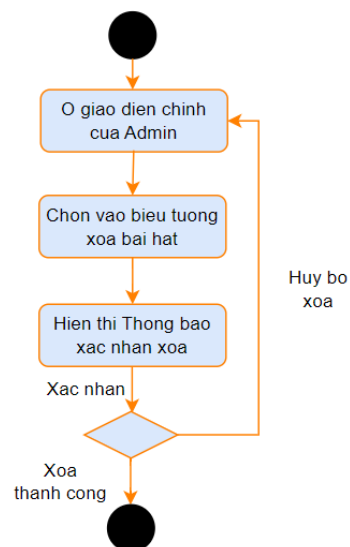 O giao dien chinh
cua Admin
Chon vao bieu tuong
xoa bai hat
Huy bo
xoa
Hien thi Thong bao
xac nhan xoa
Xac nhan
Xoa
thanh cong